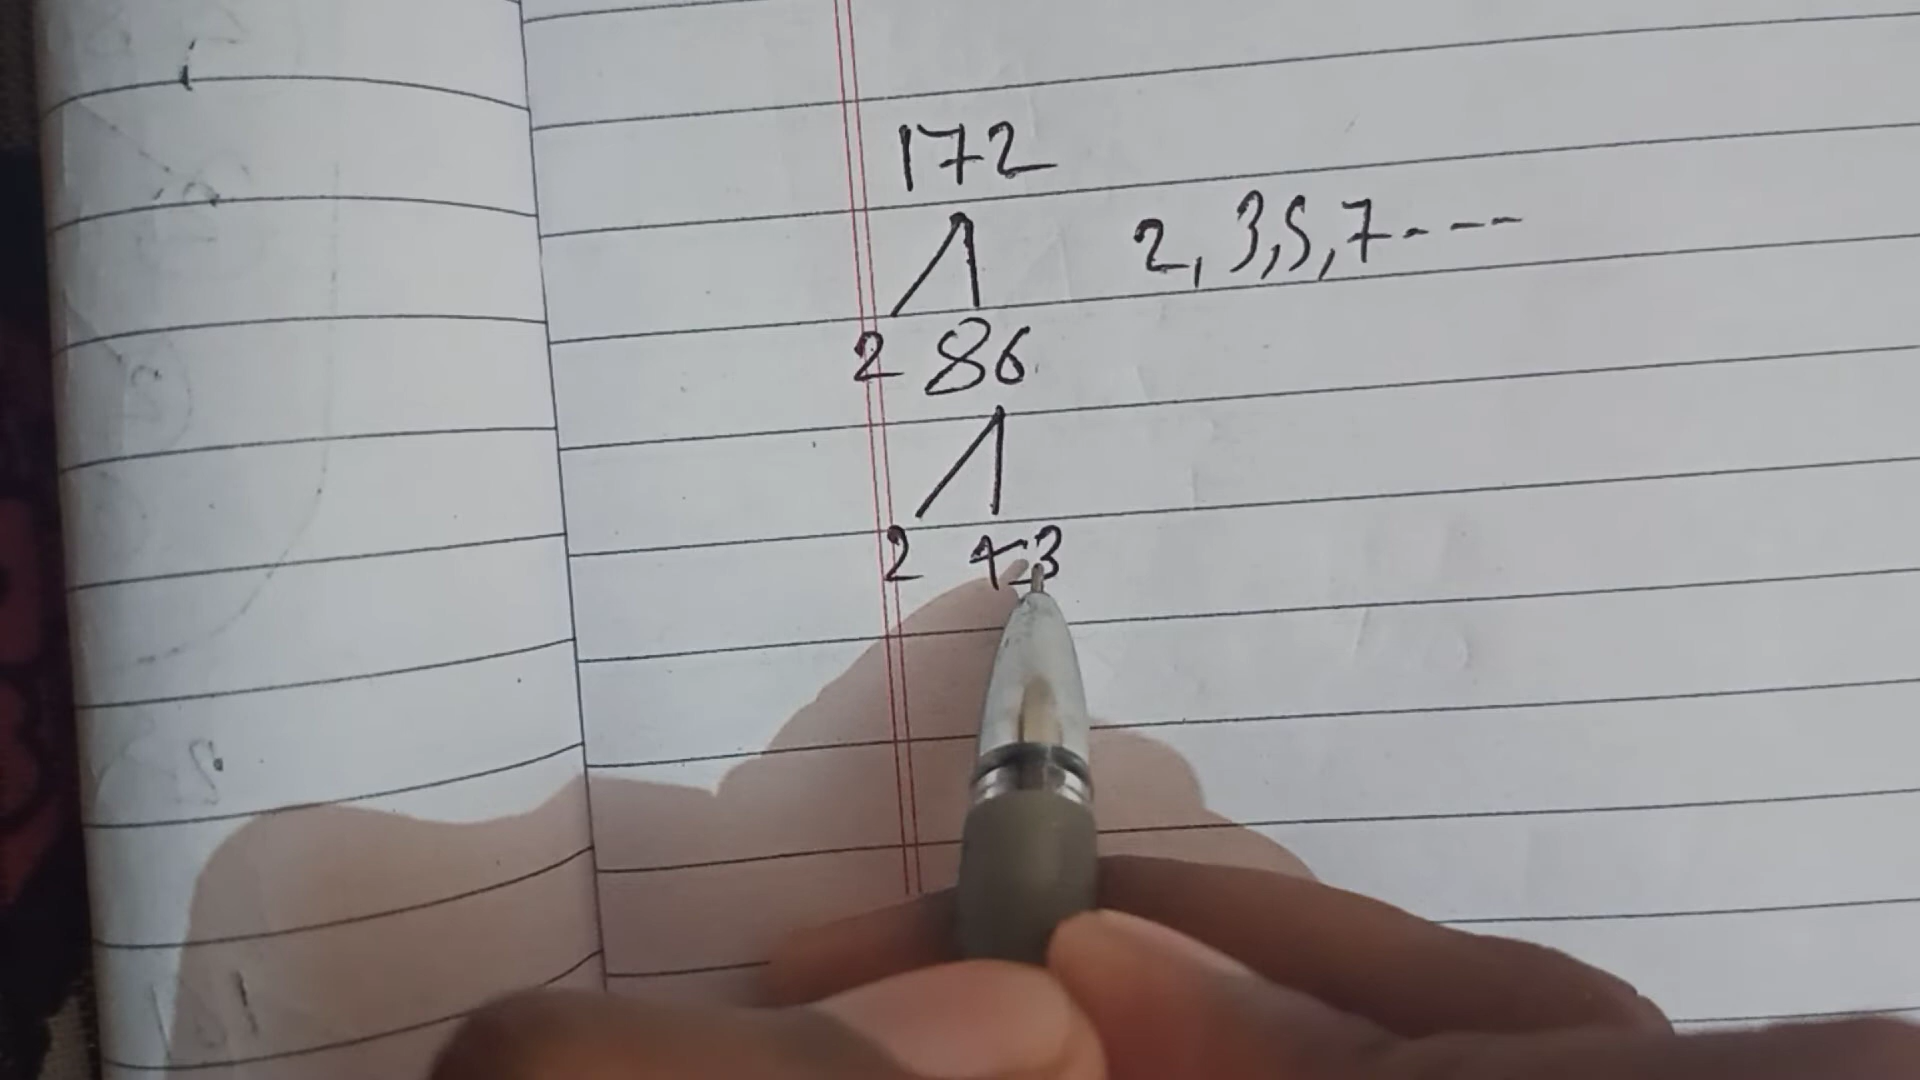 172
2, 3, 5, 7----
2 86
2 43